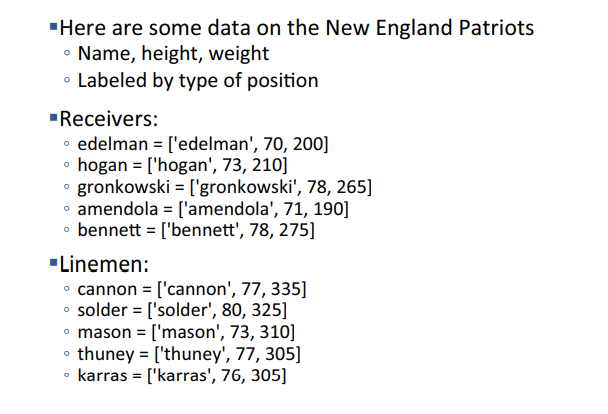 Here are some data on the New England Patriots
Name, height, weight
Labeled by type of position
Receivers:
edelman = ['edelman', 70, 200]
hogan = ['hogan', 73, 210]
gronkowski = ['gronkowski', 78, 265]
amendola = ['amendola', 71, 190]
bennett = ['bennett', 78, 275]
Linemen:
cannon = ['cannon', 77, 335]
solder = ['solder', 80, 325]
mason = ['mason', 73, 310]
thuney = ['thuney', 77, 305]
karras = ['karras', 76, 305]